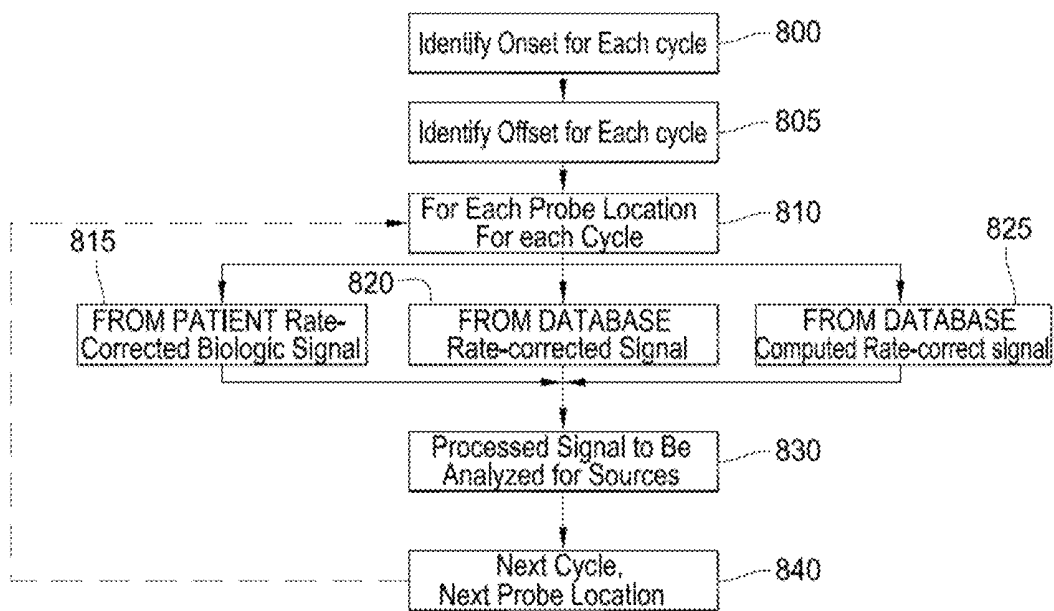 Identify Onset for Each cycle
800
Identify Offset for Each cycle
805
For Each Probe Location
For each Cycle
810
815
820
825
FROM PATIENT Rate-
Corrected Biologic Signal
FROM DATABASE
Rate-corrected Signal
FROM DATABASE
Computed Rate-correct signal
Processed Signal to Be
Analyzed for Sources
830
Next Cycle,
Next Probe Location
840